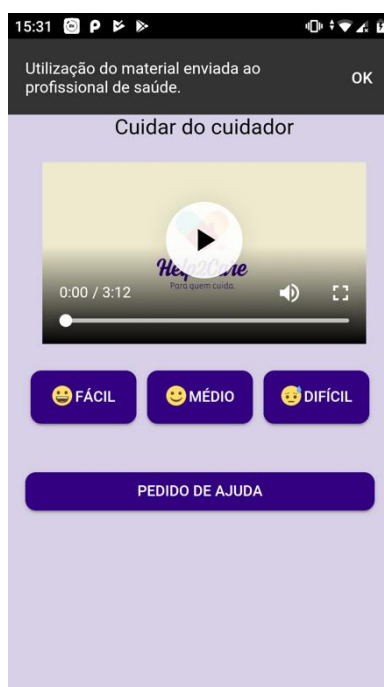 15:31
Utilização do material enviada ao
profissional de saúde.
OK
Cuidar do cuidador
Help2Care
Para quem cuida.
0:00 / 3:12
FÁCIL
MÉDIO
DIFÍCIL
PEDIDO DE AJUDA